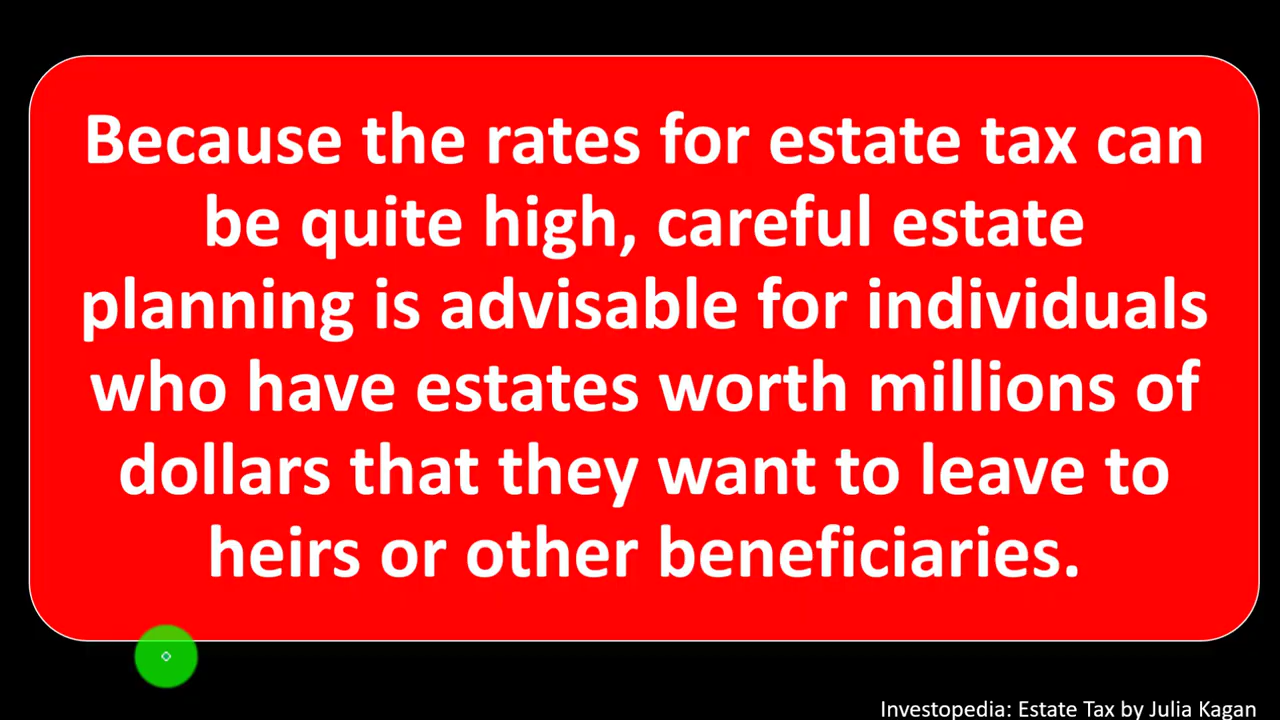 Because the rates for estate tax can
be quite high, careful estate
planning is advisable for individuals
who have estates worth millions of
dollars that they want to leave to
heirs or other beneficiaries.
Investopedia: Estate Tax by Julia Kagan